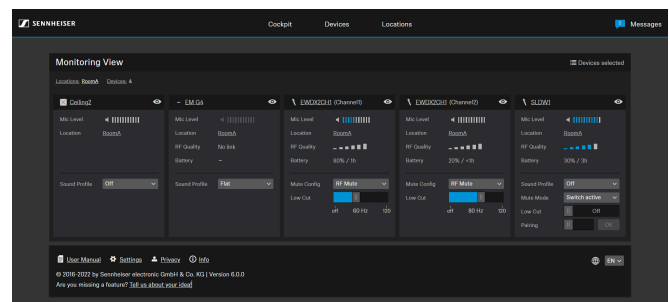 SENNHEISER
Cockpit Devices Locations Messages
Monitoring View Devices selected
Locations: RoomA Devices: 4
Ceiling2 EM G4 EWDX2CH1 (Channel1) EWDX2CH1 (Channel2) SLDW1
Mic Level Mic Level Mic Level Mic Level Mic Level
Location RoomA Location RoomA Location RoomA Location RoomA Location RoomA
RF Quality No link RF Quality RF Quality RF Quality
Battery – Battery 80% / 1h Battery 20% / <1h Battery 30% / 3h
Sound Profile Off Sound Profile Flat Mute Config RF Mute Mute Config RF Mute Sound Profile Off
Low Cut Low Cut Mute Mode Switch active
off 60 Hz 120 off 80 Hz 120 Low Cut Off
Pairing
User Manual Settings Privacy Info
© 2016-2022 by Sennheiser electronic GmbH & Co. KG | Version 6.0.0 EN
Are you missing a feature? Tell us about your idea!